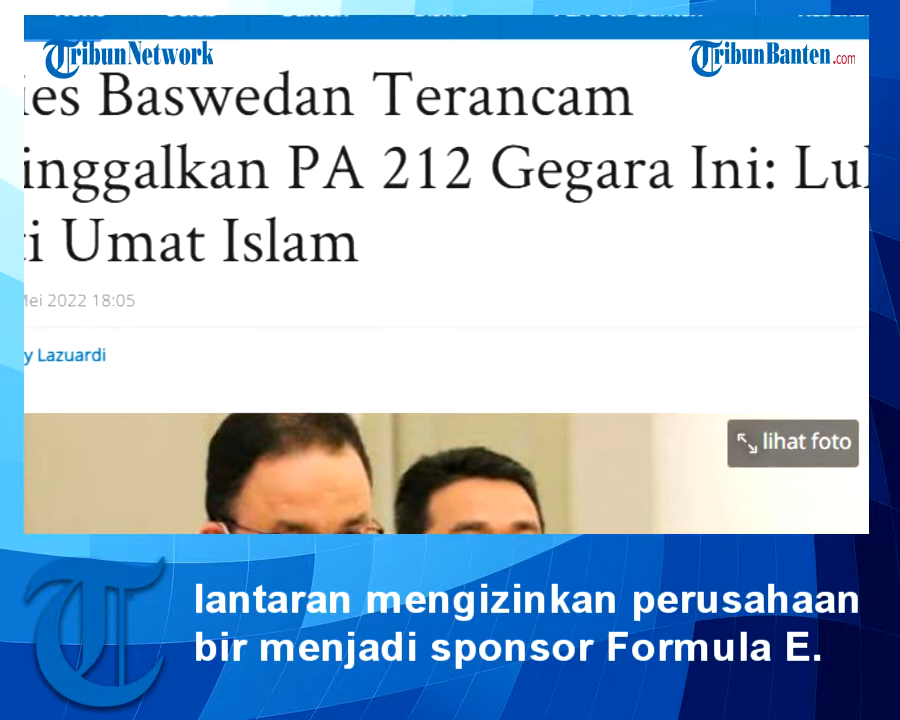 TribunNetwork
TribunBanten.com
ies Baswedan Terancam
inggalkan PA 212 Gegara Ini: Lu
i Umat Islam
Mei 2022 18:05
y Lazuardi
lihat foto
lantaran mengizinkan perusahaan
bir menjadi sponsor Formula E.